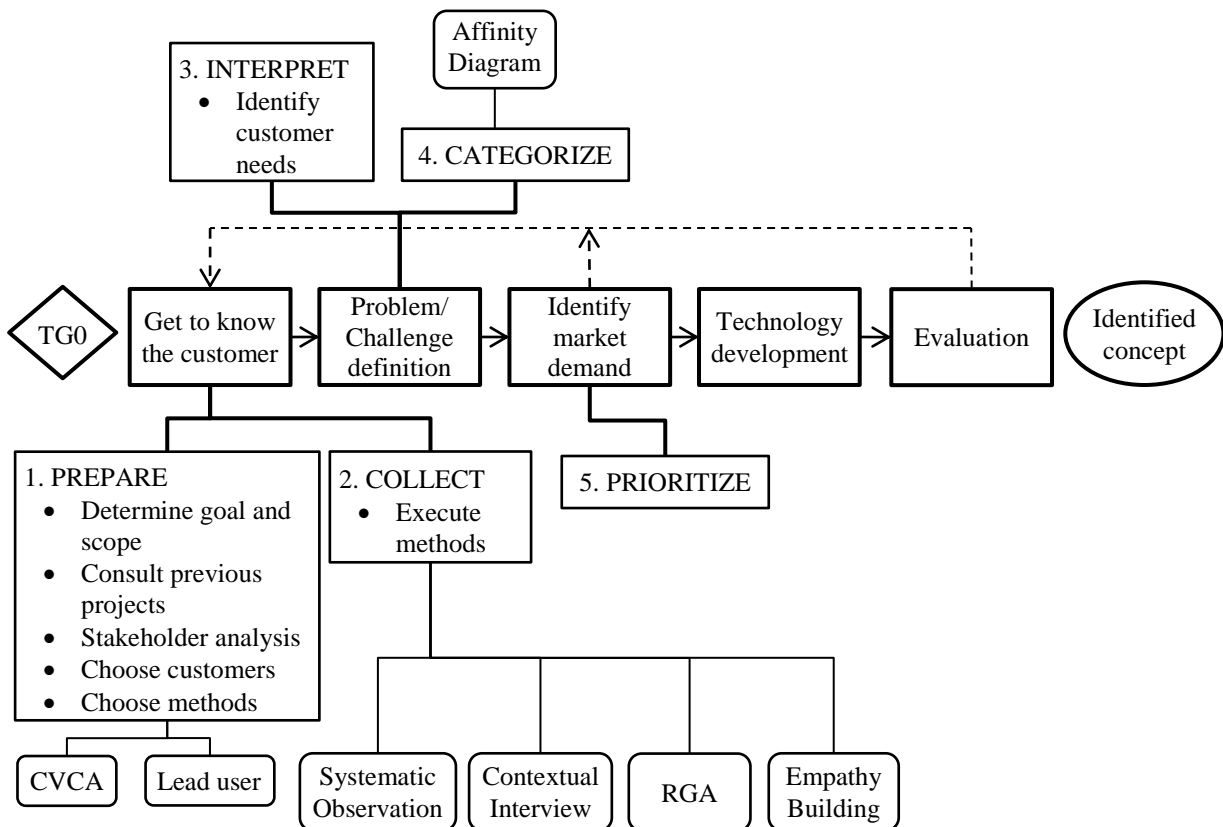 Affinity
Diagram
3. INTERPRET
• Identify
customer
needs
4. CATEGORIZE
TG0
Get to know
the customer
Problem/
Challenge
definition
Identify
market
demand
Technology
development
Evaluation
Identified
concept
1. PREPARE
• Determine goal and
scope
• Consult previous
projects
• Stakeholder analysis
• Choose customers
• Choose methods
2. COLLECT
• Execute
methods
5. PRIORITIZE
CVCA
Lead user
Systematic
Observation
Contextual
Interview
RGA
Empathy
Building